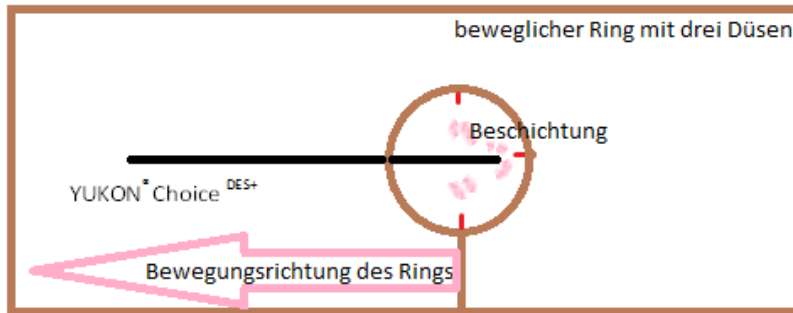 beweglicher Ring mit drei Düsen
Beschichtung
YUKON® Choice DES+
Bewegungsrichtung des Rings